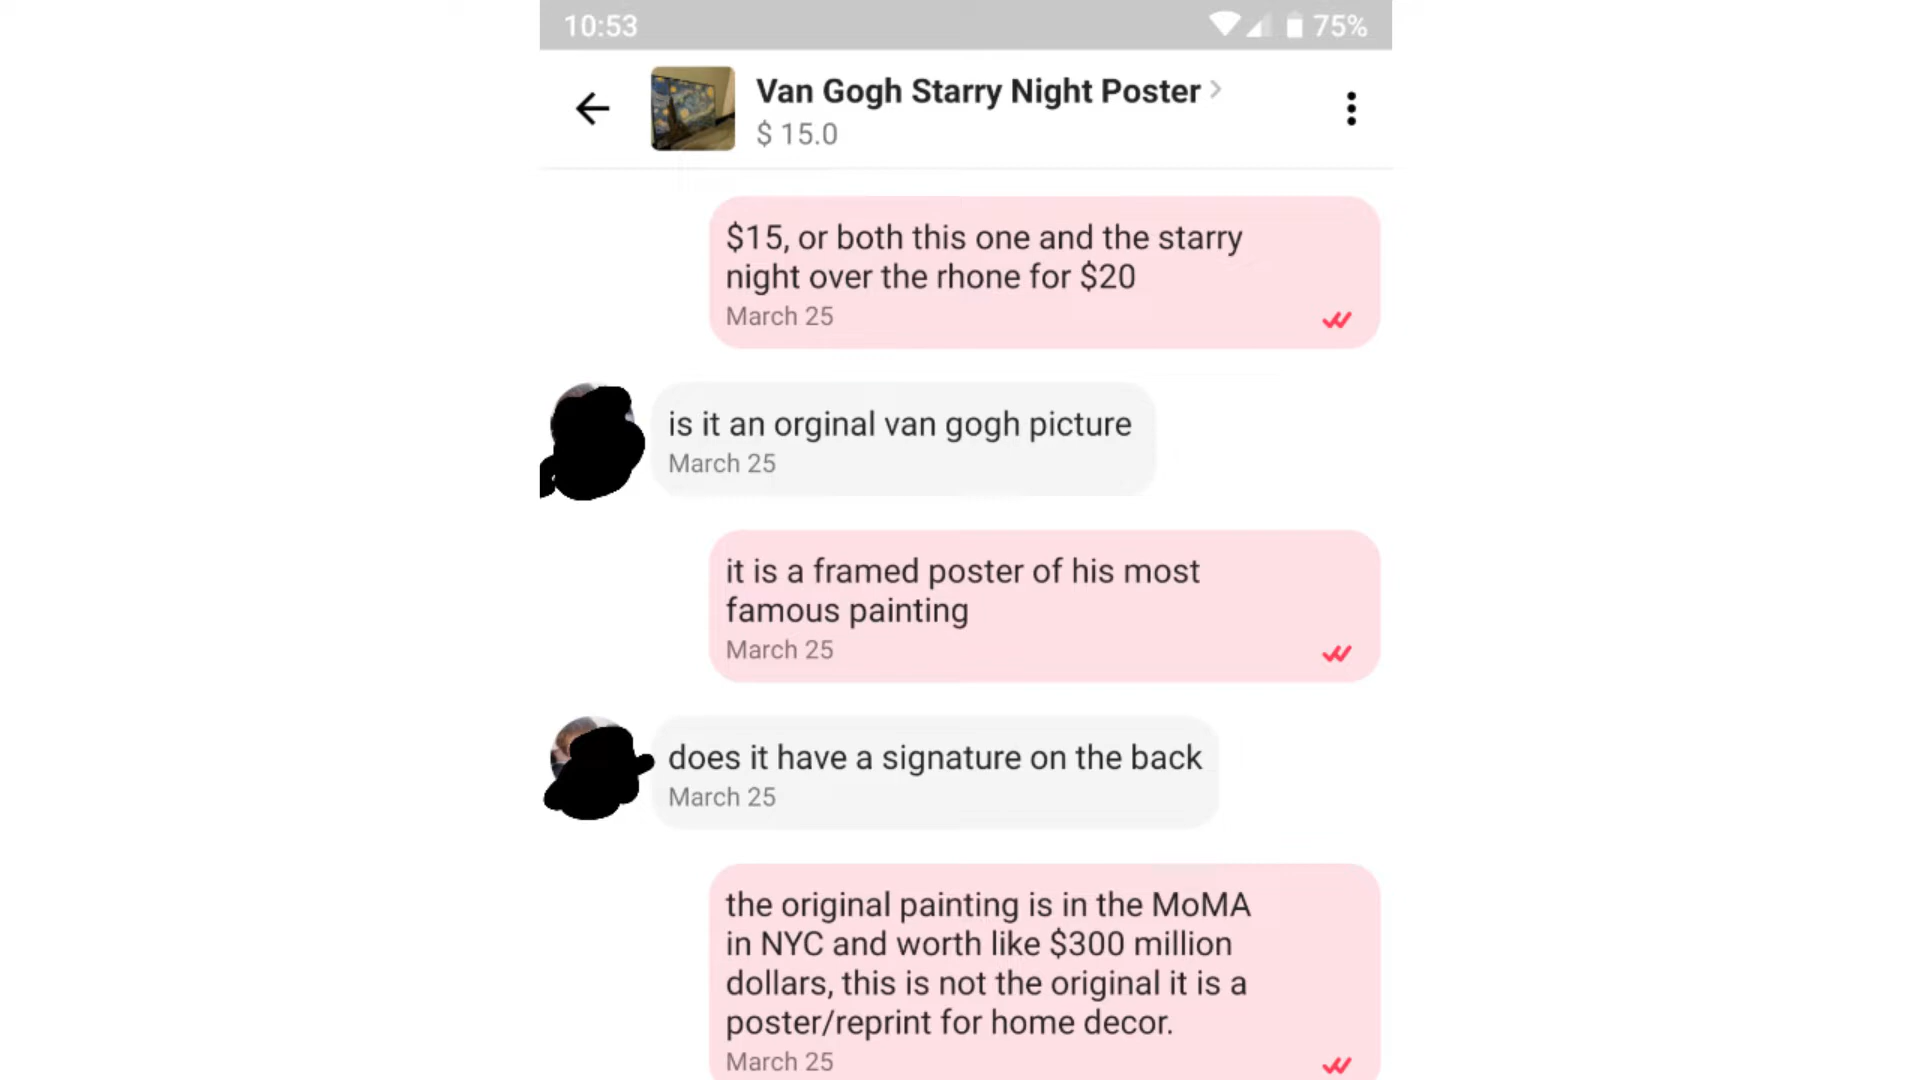 10:53
75%
Van Gogh Starry Night Poster
$ 15.0
$15, or both this one and the starry
night over the rhone for $20
March 25
is it an orginal van gogh picture
March 25
it is a framed poster of his most
famous painting
March 25
does it have a signature on the back
March 25
the original painting is in the MoMA
in NYC and worth like $300 million
dollars, this is not the original it is a
poster/reprint for home decor.
March 25